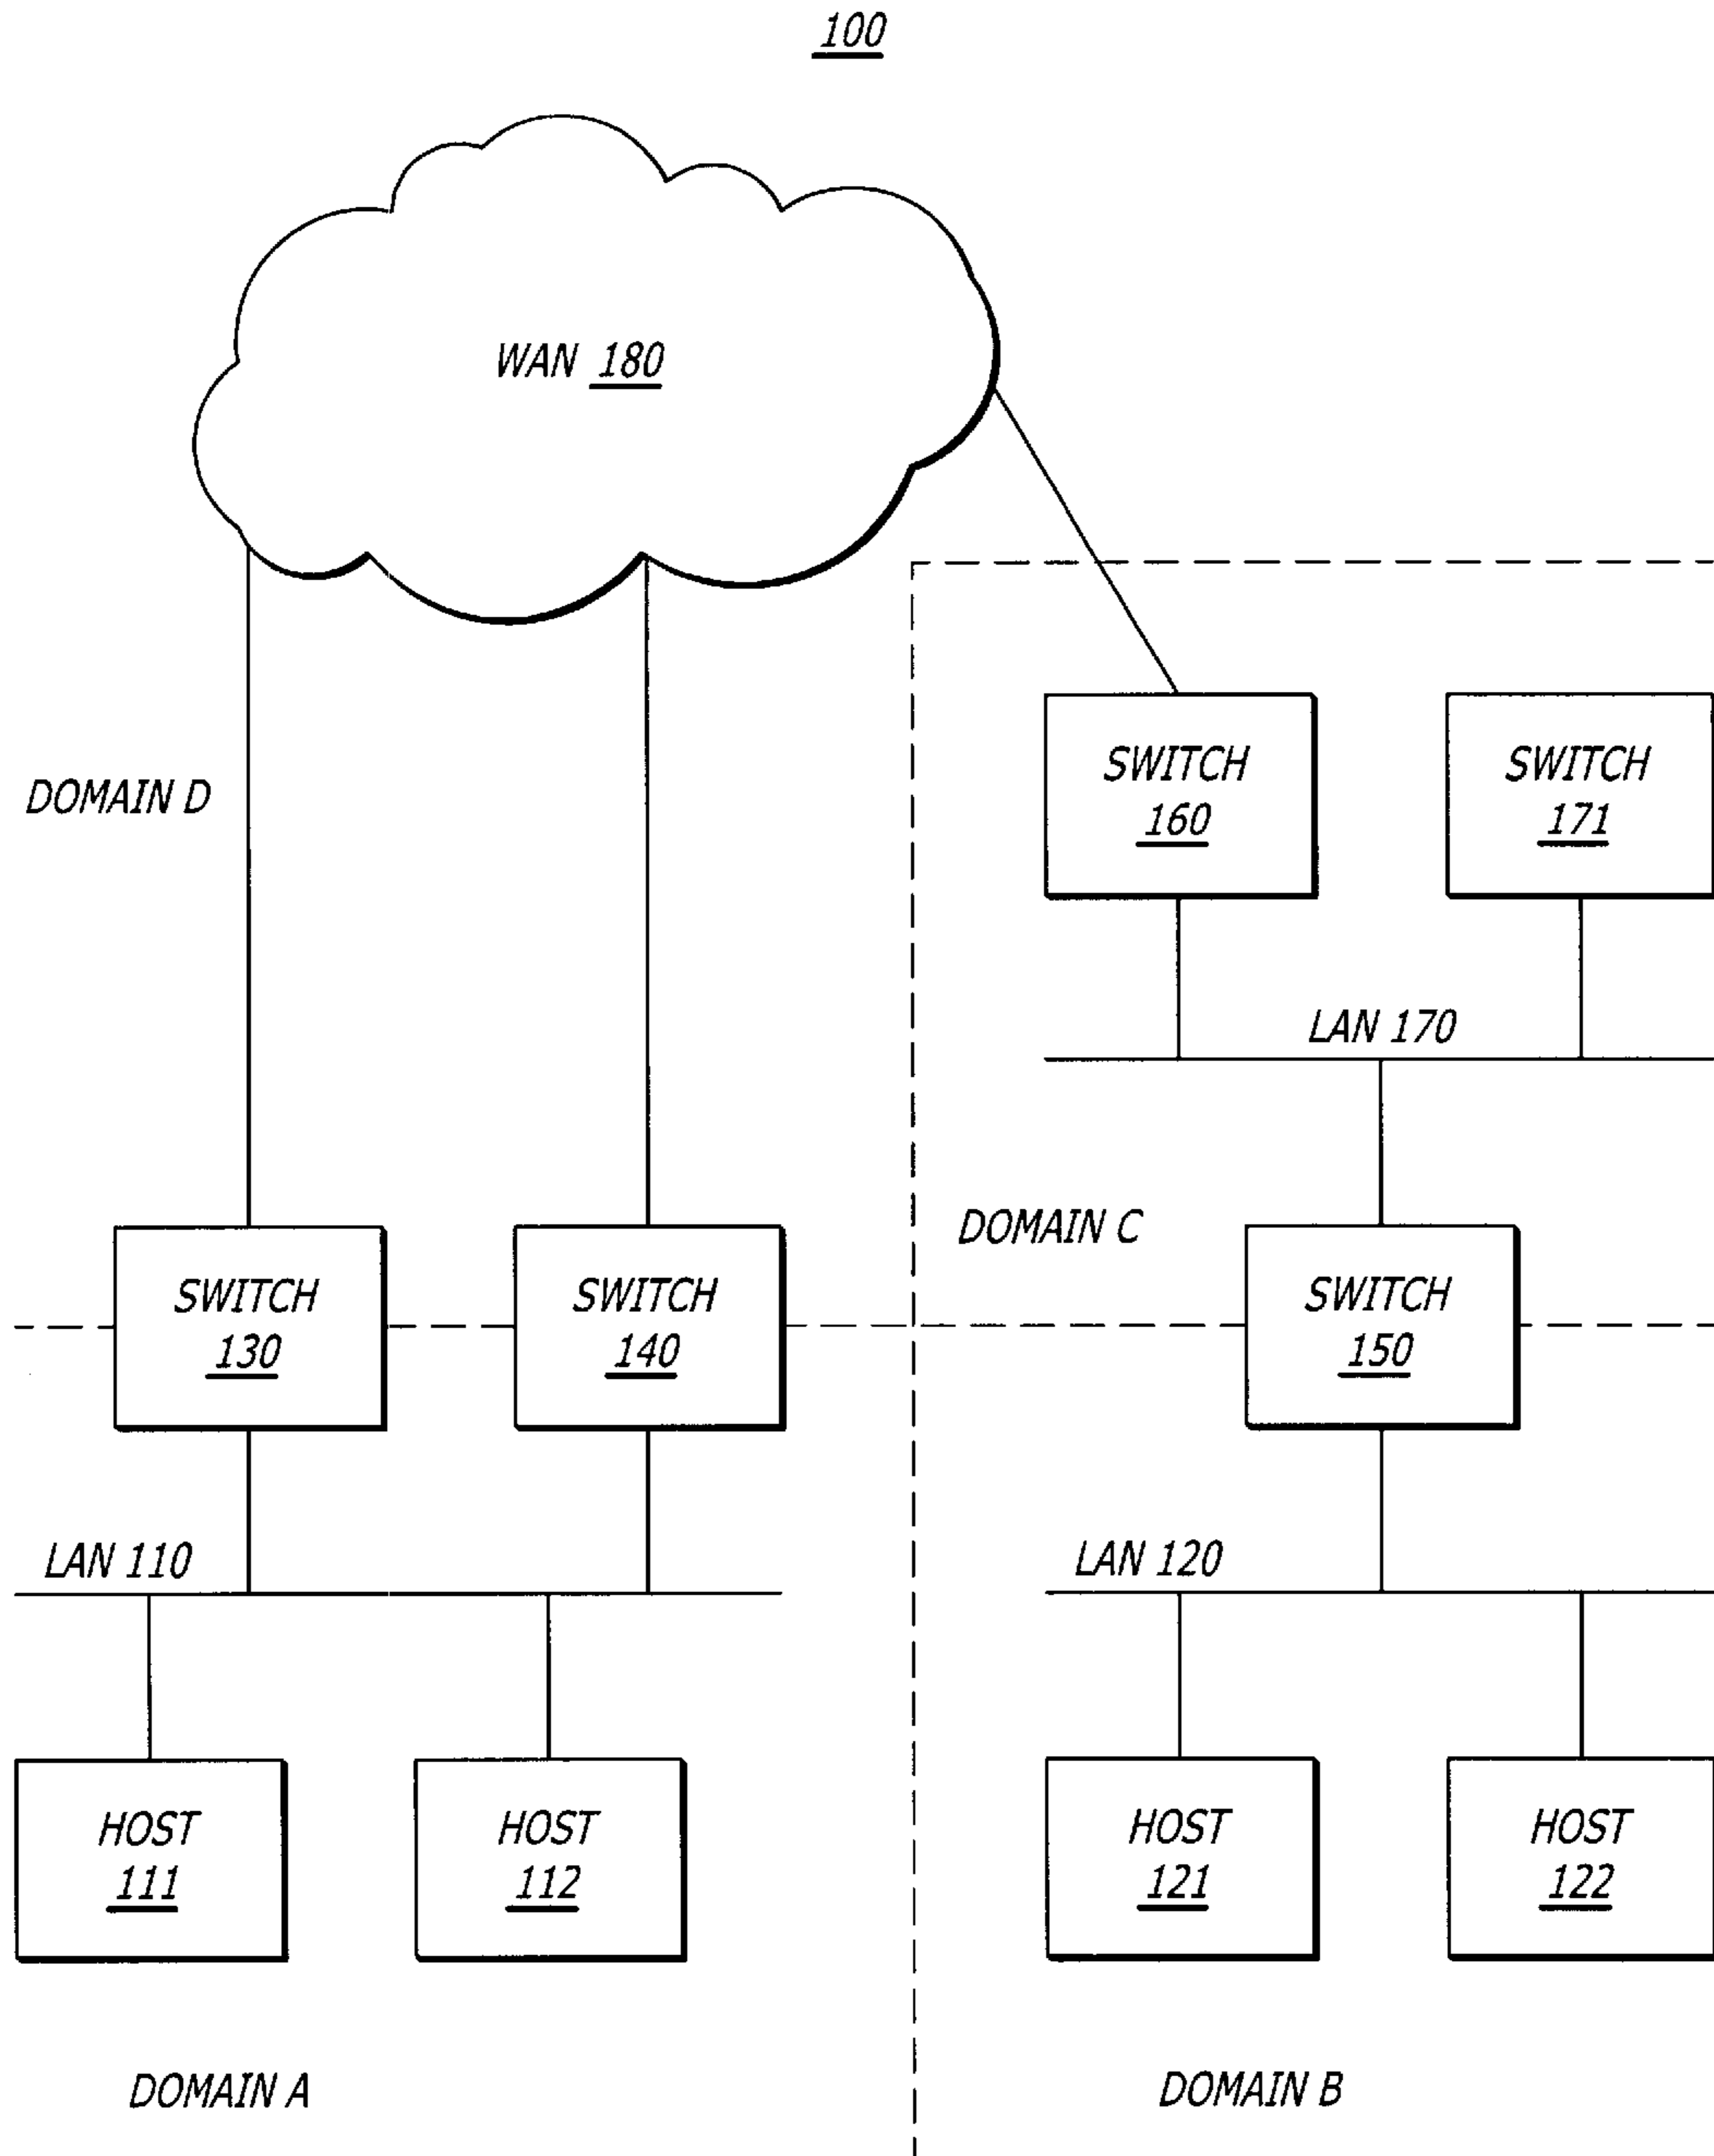 100
WAN 180
DOMAIN D
SWITCH
160
SWITCH
171
LAN 170
DOMAIN C
SWITCH
130
SWITCH
140
SWITCH
150
LAN 110
LAN 120
HOST
111
HOST
112
HOST
121
HOST
122
DOMAIN A
DOMAIN B